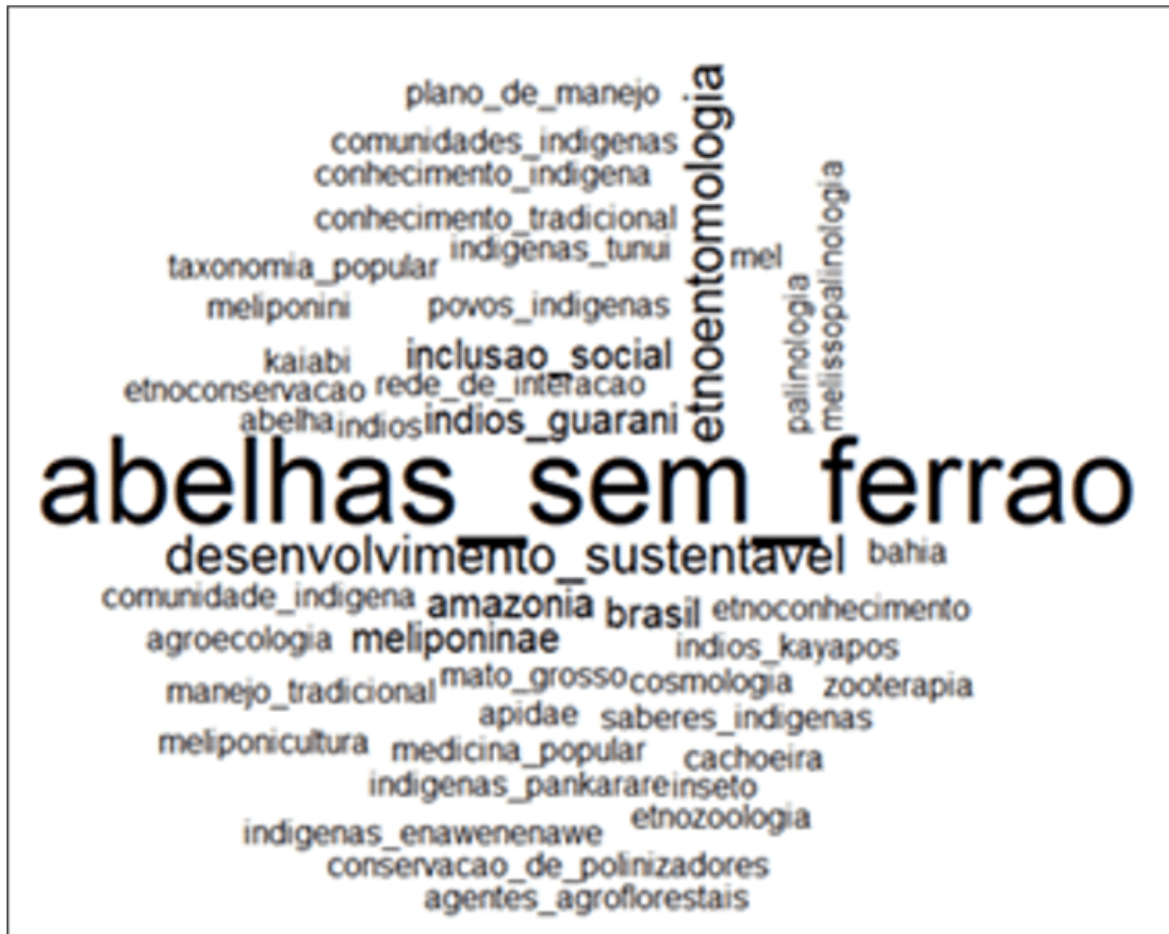 plano_de_manejo
comunidades_indigenas
conhecimento_indigena
conhecimento_tradicional
indigenas_tunui
mel
taxonomia_popular
meliponini
povos_indigenas
etnoentomologia
palinologia
melissopalinologia
kaiabi
inclusao_social
etnoconservacao
rede_de_interacao
abelha
indios
indios_guarani
abelhas_sem_ferrao
desenvolvimento_sustentavel
bahia
comunidade_indigena
amazonia
brasil
etnoconhecimento
agroecologia
meliponinae
indios_kayapos
manejo_tradicional
mato_grosso
cosmologia
zooterapia
apidae
saberes_indigenas
meliponicultura
medicina_popular
cachoeira
indigenas_pankarare
inseto
indigenas_enawenenawe
etnozoologia
conservacao_de_polinizadores
agentes_agroflorestais